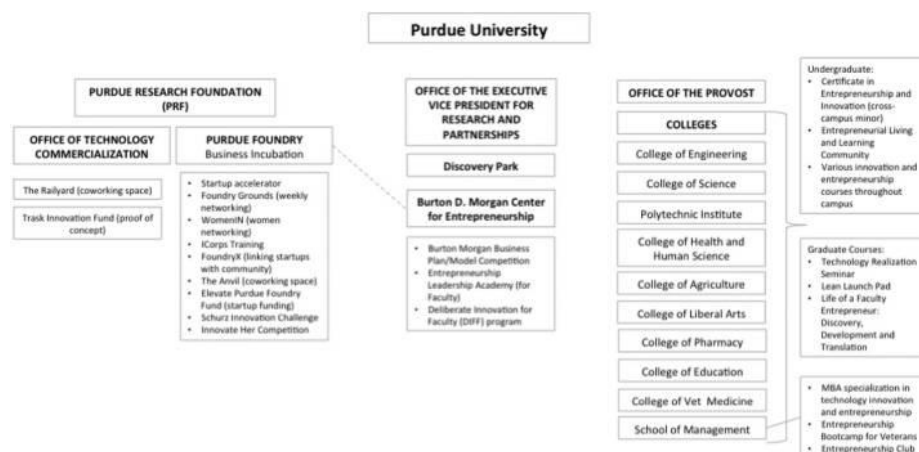 Purdue University
PURDUE RESEARCH FOUNDATION
(PRF)
OFFICE OF TECHNOLOGY
COMMERCIALIZATION
The Railyard (coworking space)
Trask Innovation Fund (proof of
concept)
PURDUE FOUNDRY
Business Incubation
• Startup accelerator
• Foundry Grounds (weekly
networking)
• WomenIN (women
networking)
• ICorps Training
• FoundryX (linking startups
with community)
• The Anvil (coworking space)
• Elevate Purdue Foundry
Fund (startup funding)
• Schurz Innovation Challenge
• Innovate Her Competition
OFFICE OF THE EXECUTIVE
VICE PRESIDENT FOR
RESEARCH AND
PARTNERSHIPS
Discovery Park
Burton D. Morgan Center
for Entrepreneurship
• Burton Morgan Business
Plan/Model Competition
• Entrepreneurship
Leadership Academy (for
Faculty)
• Deliberate Innovation for
Faculty (DIFF) program
OFFICE OF THE PROVOST
COLLEGES
College of Engineering
College of Science
Polytechnic Institute
College of Health and
Human Science
College of Agriculture
College of Liberal Arts
College of Pharmacy
College of Education
College of Vet Medicine
School of Management
Undergraduate:
• Certificate in
Entrepreneurship and
Innovation (cross-
campus minor)
• Entrepreneurial Living
and Learning
Community
• Various innovation and
entrepreneurship
courses throughout
campus
Graduate Courses:
• Technology Realization
Seminar
• Lean Launch Pad
• Life of a Faculty
Entrepreneur:
Discovery,
Development and
Translation
• MBA specialization in
technology innovation
and entrepreneurship
• Entrepreneurship
Bootcamp for Veterans
• Entrepreneurship Club